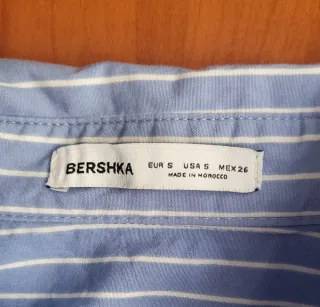 BERSHKA EUR S USA S MEX 26
MADE IN MOROCCO